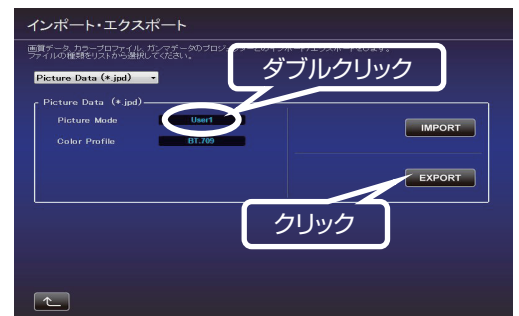 インポート・エクスポート
画質データ、カラープロファイル、ガンマデータのプロジェクターとのインポート/エクスポートをします。
ファイルの種類をリストから選択してください。
ダブルクリック
Picture Data (*.jpd)
Picture Data (*.jpd)
Picture Mode
User1
IMPORT
Color Profile
BT.709
EXPORT
クリック